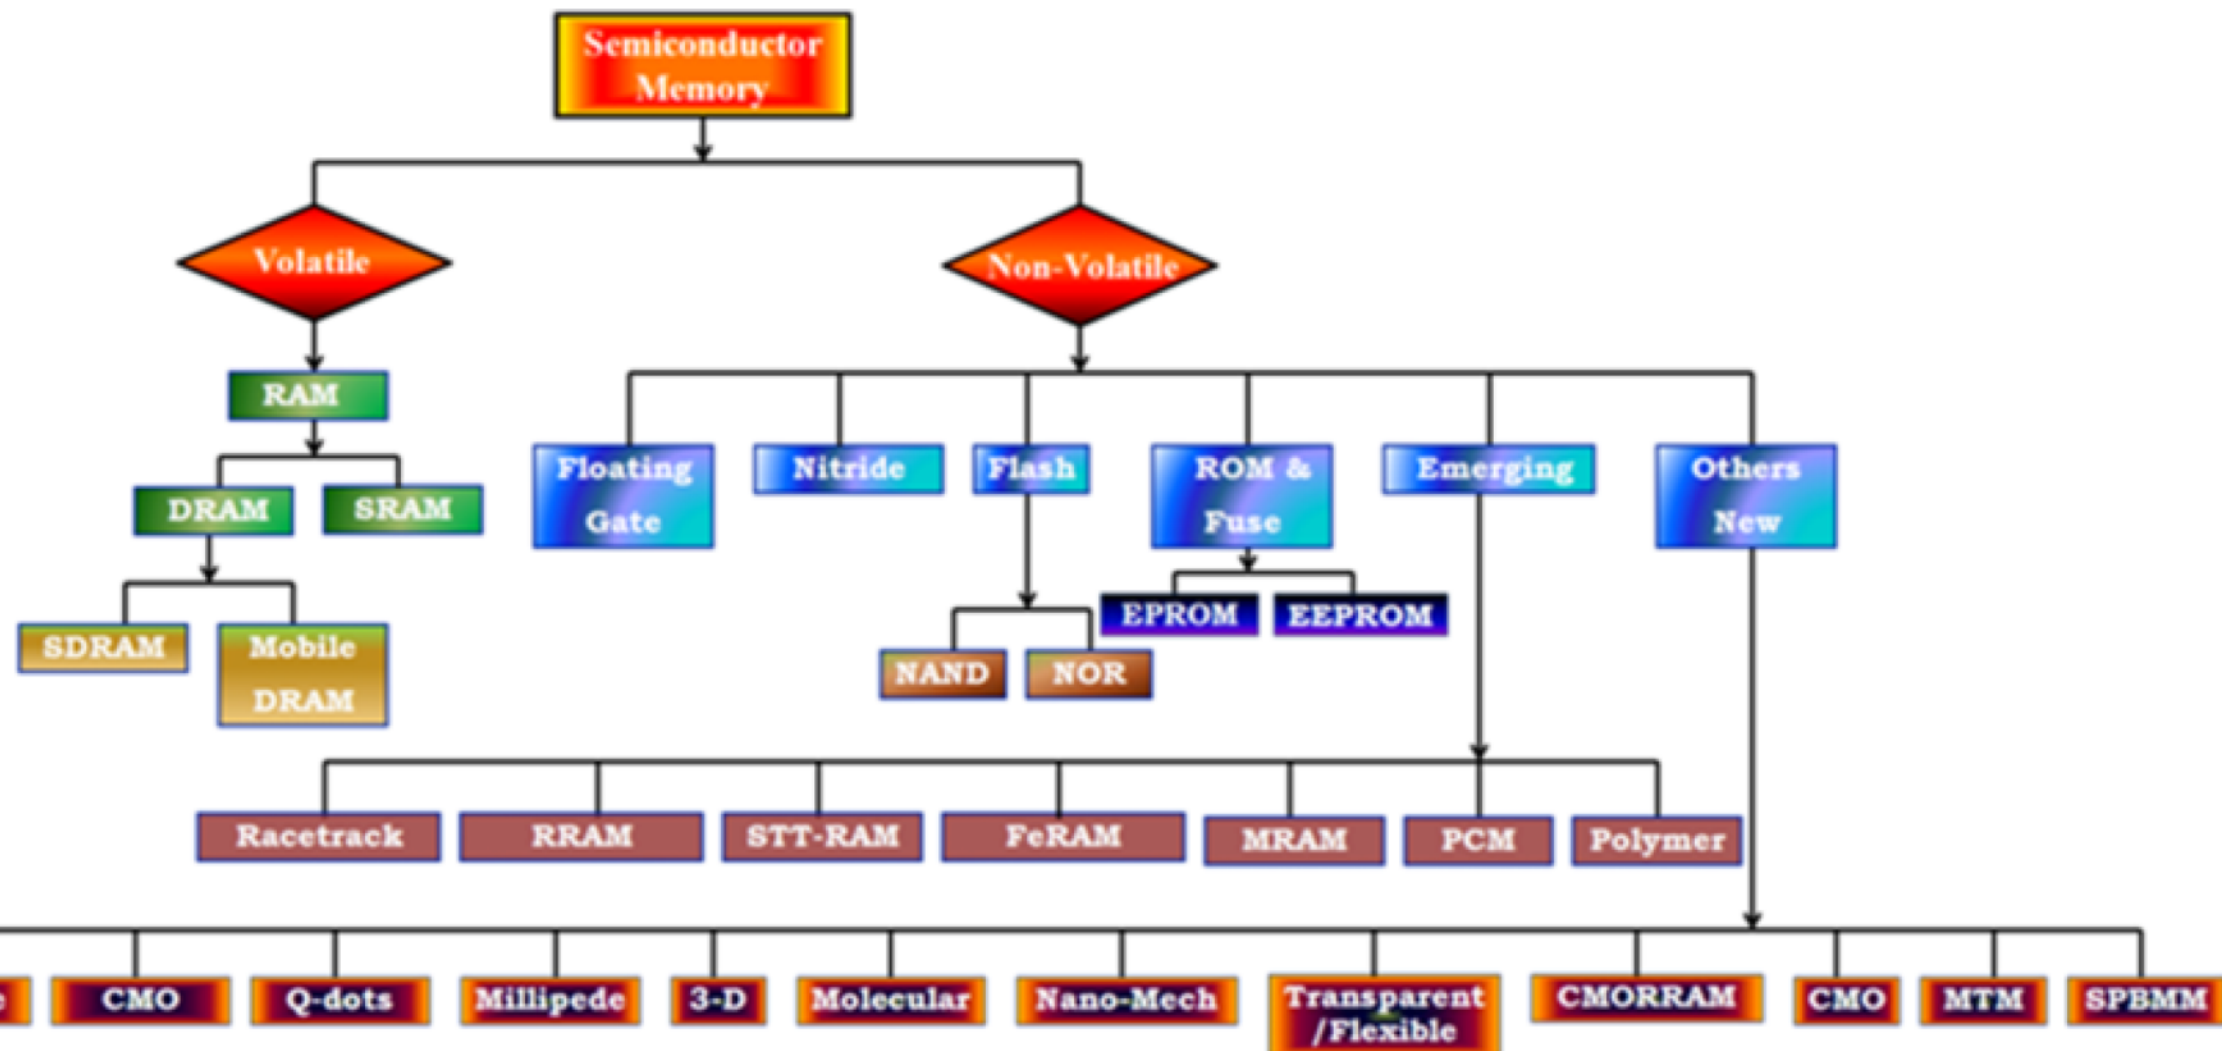 Semiconductor
Memory
Volatile
Non-Volatile
RAM
Floating
Gate
Nitride
Flash
ROM &
Fuse
Emerging
Others
New
DRAM
SRAM
EPROM
EEPROM
SDRAM
Mobile
DRAM
NAND
NOR
Racetrack
RRAM
STT-RAM
FeRAM
MRAM
PCM
Polymer
CMO
Q-dots
Millipede
3-D
Molecular
Nano-Mech
Transparent
/Flexible
CMORRAM
CMO
MTM
SPBMM